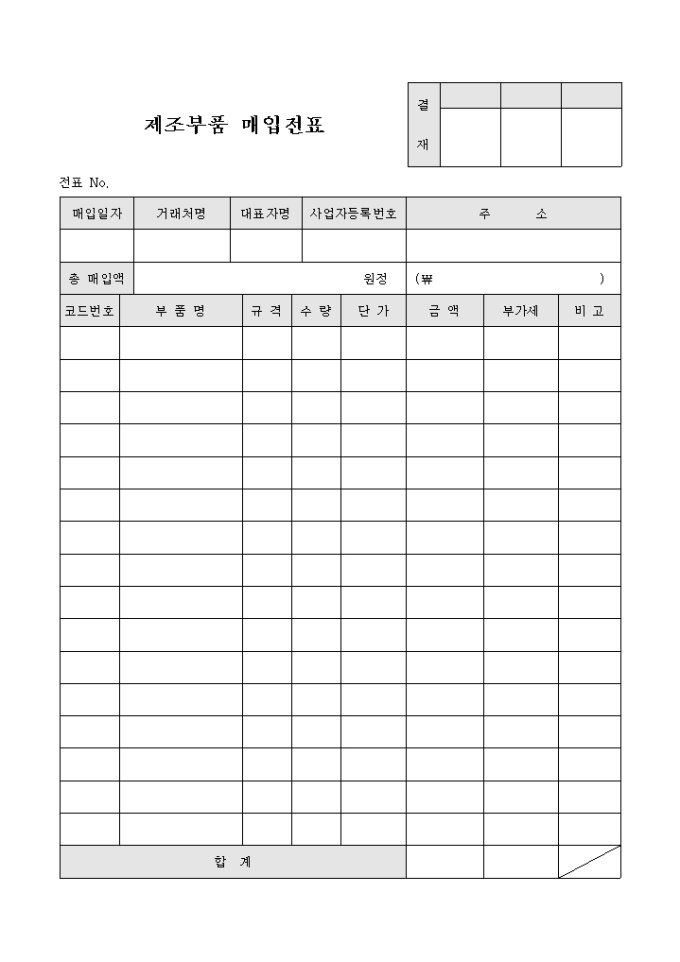 결
제조부품 매입전표
재
전표 No.
매입일자 거래처명 대표자명 사업자등록번호 주 소
총 매입액 원정 (₩ )
코드번호 부 품 명 규 격 수 량 단 가 금 액 부가세 비 고
합 계